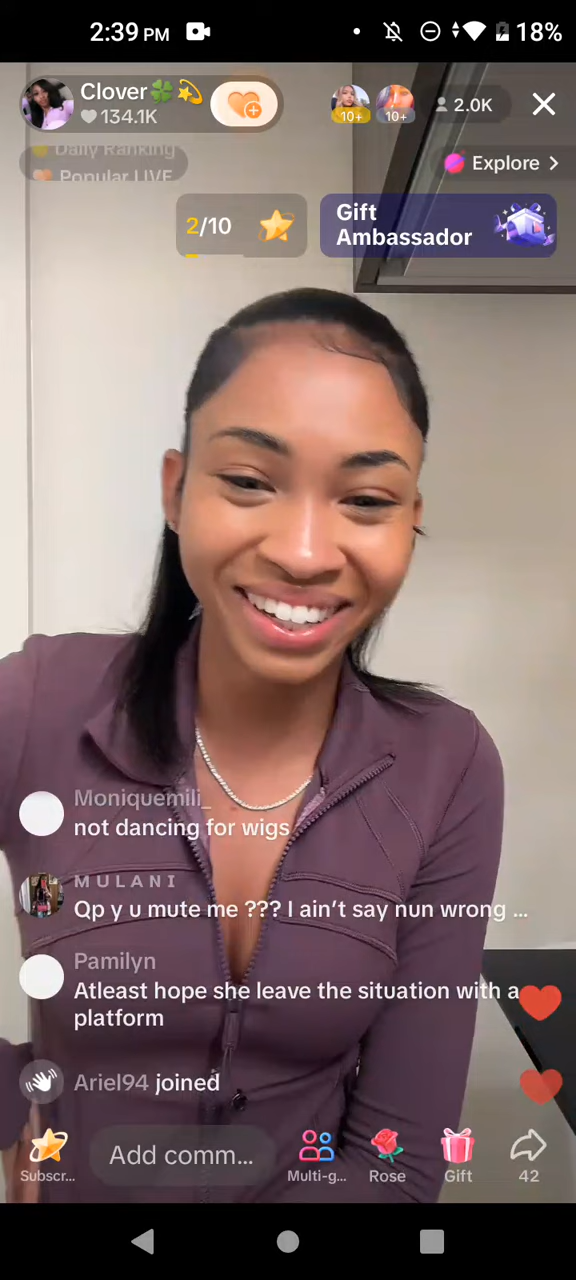 2:39 PM
18%
Clover🍀💫
134.1K
10+
10+
2.0K
Daily Ranking
Popular LIVE
Explore >
2/10
Gift
Ambassador
Moniquemili_
not dancing for wigs
MULANI
Qp y u mute me ??? I ain't say nun wrong ...
Pamilyn
Atleast hope she leave the situation with a
platform
Ariel94 joined
Add comm...
Subscr...
Multi-g...
Rose
Gift
42